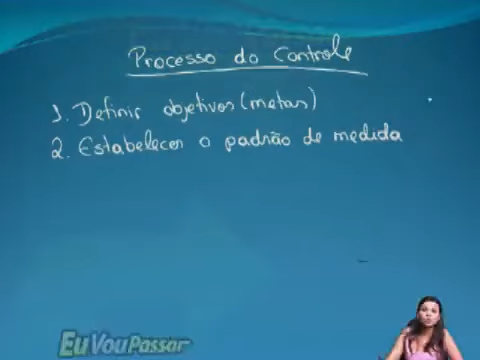 Processo do Controle
1. Definir objetivos (metas)
2. Estabelecer o padrão de medida
EuVouPassar